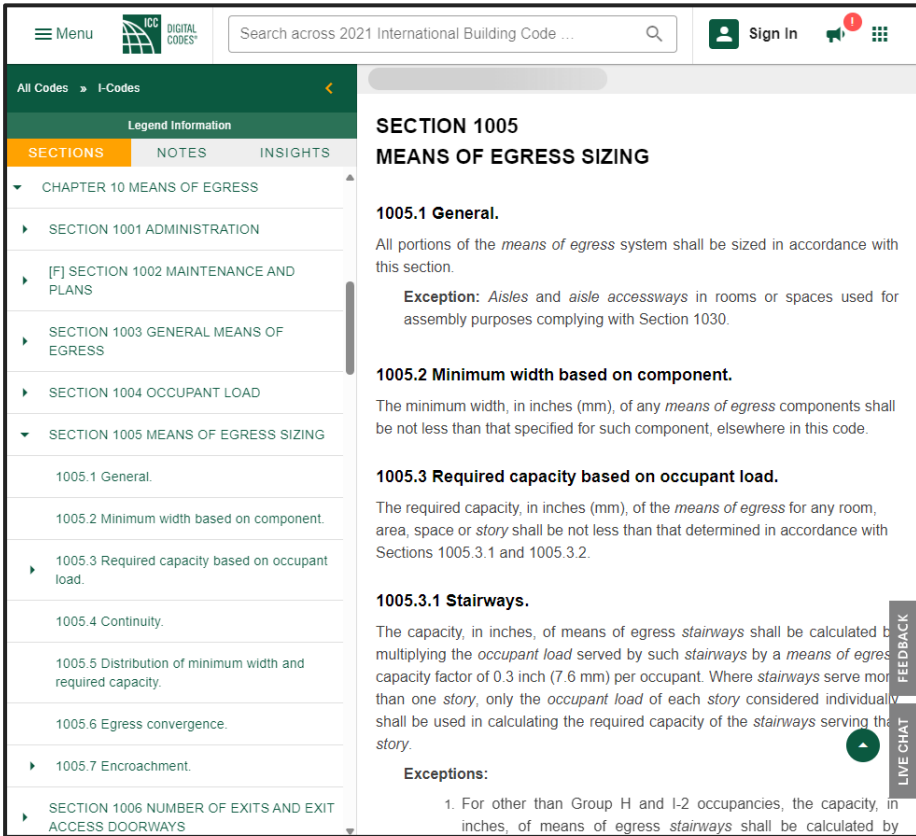 Menu
ICC
DIGITAL
CODES®
Search across 2021 International Building Code ...
Sign In
!
All Codes » I-Codes
Legend Information
SECTIONS
NOTES
INSIGHTS
CHAPTER 10 MEANS OF EGRESS
SECTION 1001 ADMINISTRATION
[F] SECTION 1002 MAINTENANCE AND
PLANS
SECTION 1003 GENERAL MEANS OF
EGRESS
SECTION 1004 OCCUPANT LOAD
SECTION 1005 MEANS OF EGRESS SIZING
1005.1 General.
1005.2 Minimum width based on component.
1005.3 Required capacity based on occupant
load.
1005.4 Continuity.
1005.5 Distribution of minimum width and
required capacity.
1005.6 Egress convergence.
1005.7 Encroachment.
SECTION 1006 NUMBER OF EXITS AND EXIT
ACCESS DOORWAYS
SECTION 1005
MEANS OF EGRESS SIZING
1005.1 General.
All portions of the means of egress system shall be sized in accordance with
this section.
Exception: Aisles and aisle accessways in rooms or spaces used for
assembly purposes complying with Section 1030.
1005.2 Minimum width based on component.
The minimum width, in inches (mm), of any means of egress components shall
be not less than that specified for such component, elsewhere in this code.
1005.3 Required capacity based on occupant load.
The required capacity, in inches (mm), of the means of egress for any room,
area, space or story shall be not less than that determined in accordance with
Sections 1005.3.1 and 1005.3.2.
1005.3.1 Stairways.
The capacity, in inches, of means of egress stairways shall be calculated b
multiplying the occupant load served by such stairways by a means of egres
capacity factor of 0.3 inch (7.6 mm) per occupant. Where stairways serve mor
than one story, only the occupant load of each story considered individually
shall be used in calculating the required capacity of the stairways serving tha
story.
Exceptions:
1. For other than Group H and I-2 occupancies, the capacity, in
inches, of means of egress stairways shall be calculated by
FEEDBACK
LIVE CHAT